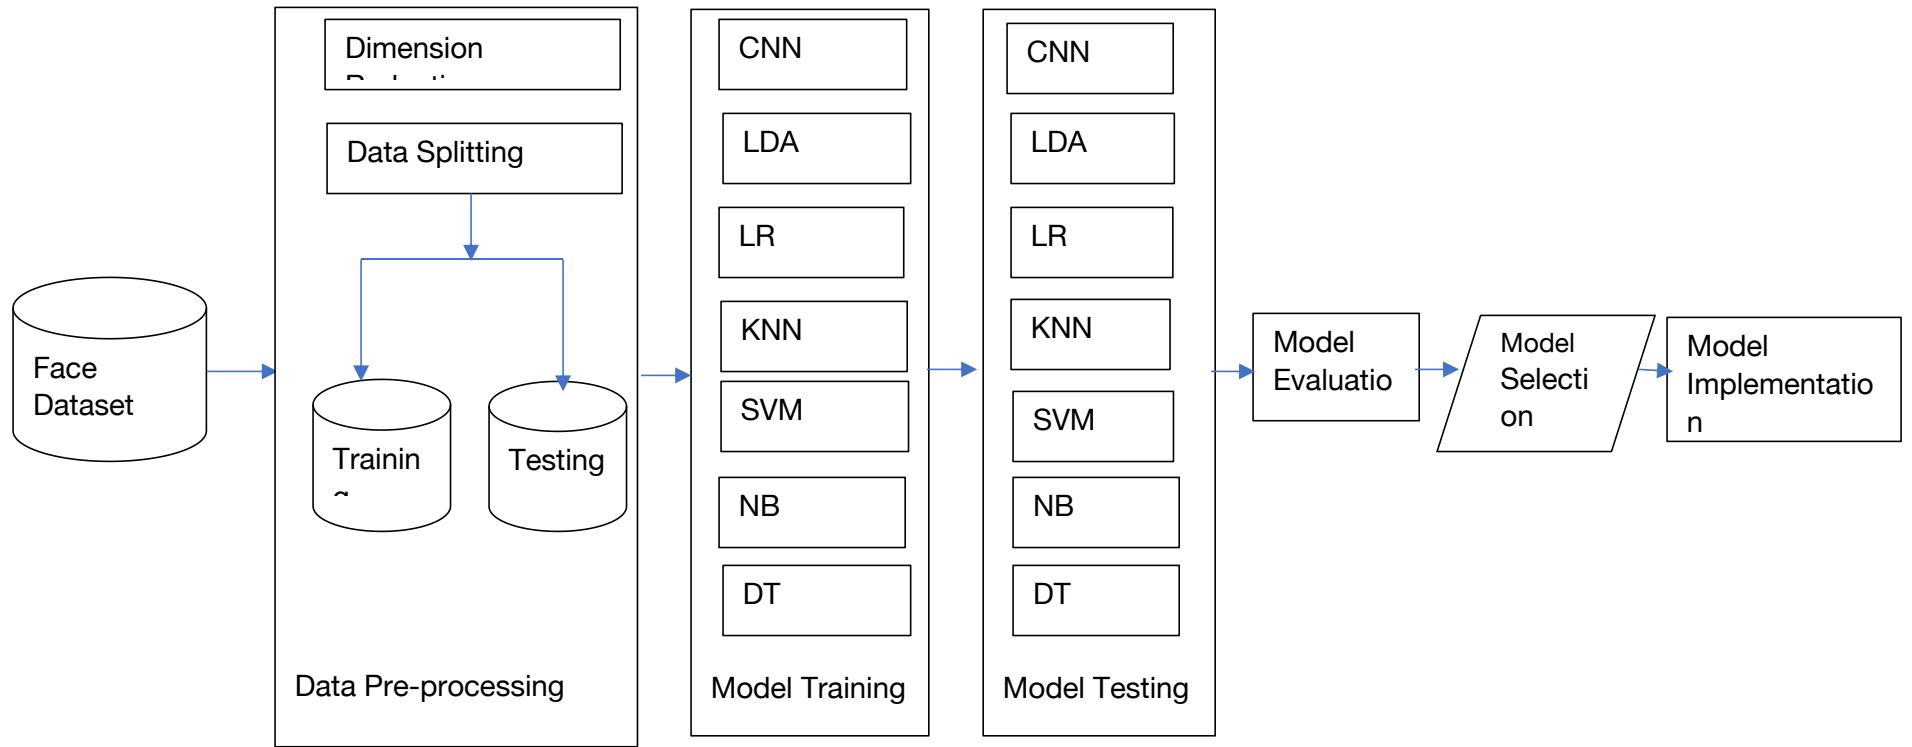 Dimension
Data Splitting
Face
Dataset
Trainin
Testing
Data Pre-processing
CNN
LDA
LR
KNN
SVM
NB
DT
Model Training
CNN
LDA
LR
KNN
SVM
NB
DT
Model Testing
Model
Evaluatio
Model
Selecti
on
Model
Implementatio
n